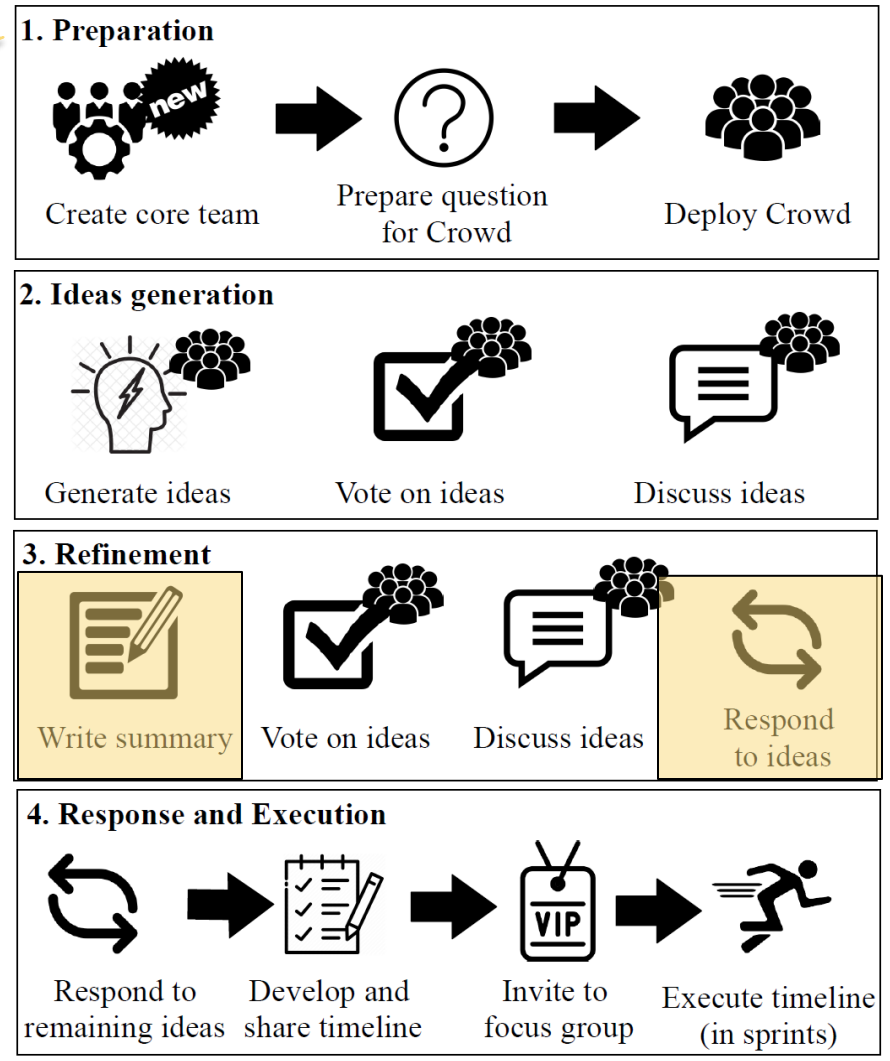 1. Preparation
new
Create core team
Prepare question
for Crowd
Deploy Crowd
2. Ideas generation
Generate ideas
Vote on ideas
Discuss ideas
3. Refinement
Write summary
Vote on ideas
Discuss ideas
Respond
to ideas
4. Response and Execution
VIP
Respond to
remaining ideas
Develop and
share timeline
Invite to
focus group
Execute timeline
(in sprints)